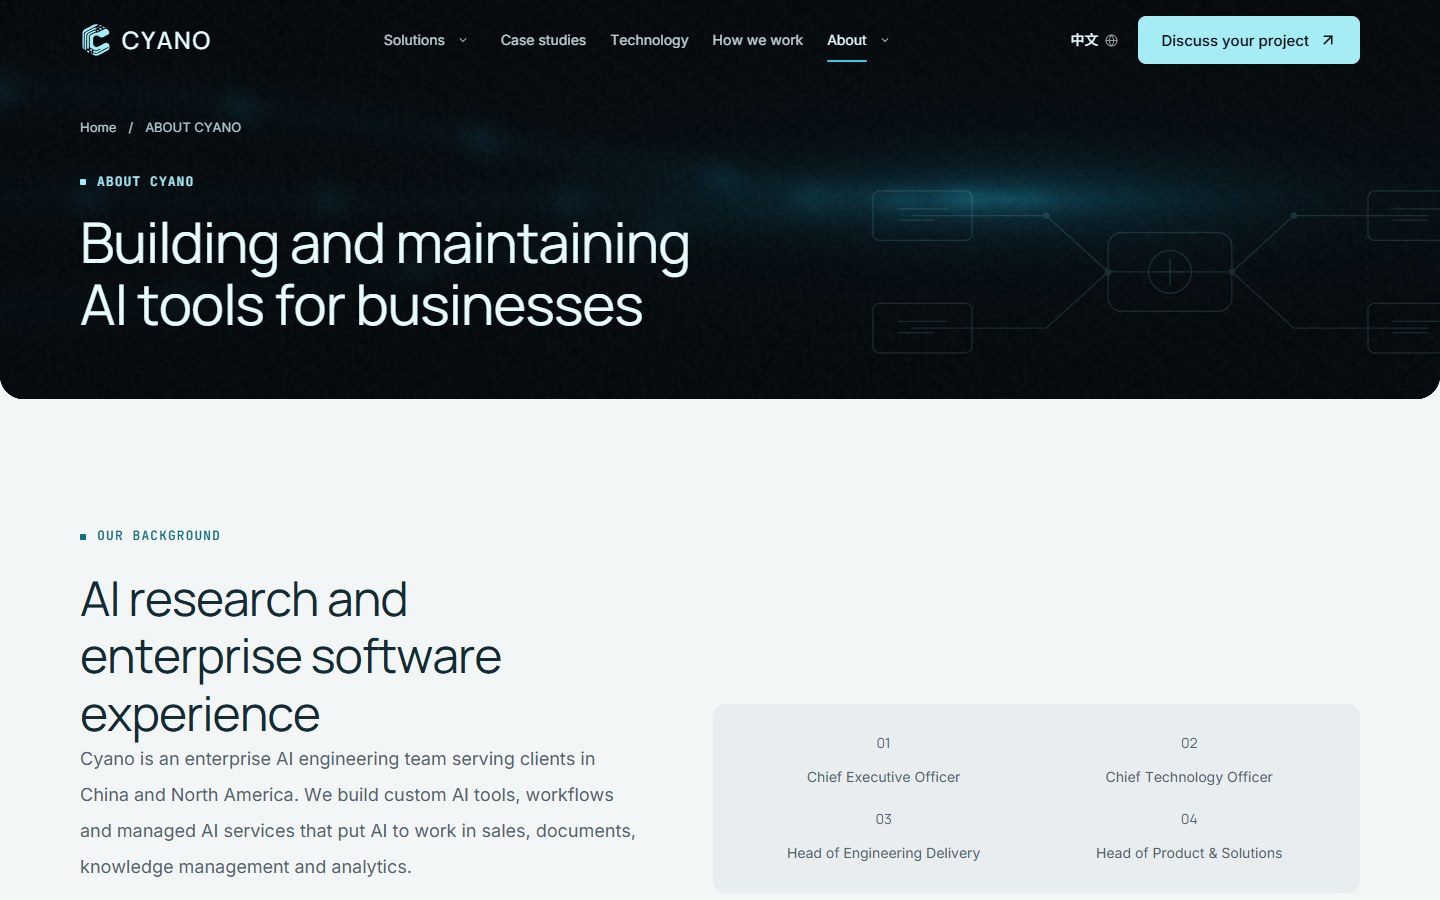 CYANO
Solutions
Case studies
Technology
How we work
About
中文
Discuss your project
Home / ABOUT CYANO
ABOUT CYANO
Building and maintaining
AI tools for businesses
OUR BACKGROUND
AI research and
enterprise software
experience
Cyano is an enterprise AI engineering team serving clients in
China and North America. We build custom AI tools, workflows
and managed AI services that put AI to work in sales, documents,
knowledge management and analytics.
01
Chief Executive Officer
02
Chief Technology Officer
03
Head of Engineering Delivery
04
Head of Product & Solutions